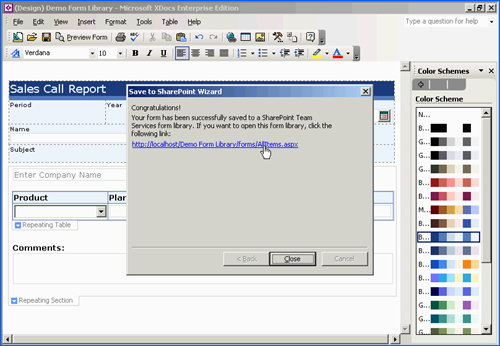 (Design) Demo Form Library - Microsoft XDocs Enterprise Edition
File Edit View Insert Format Tools Table Help
Type a question for help
Preview Form
Verdana 10 B I U
Color Schemes
Color Scheme
Sales Call Report
Period Year
Name
Subject
Enter Company Name
Product Plan
Repeating Table
Comments:
Repeating Section
Save to SharePoint Wizard
Congratulations!
Your form has been successfully saved to a SharePoint Team
Services form library. If you want to open this form library, click the
following link:
http://localhost/Demo Form Library/forms/AllItems.aspx
< Back Close Cancel
N...
B...
B...
G...
B...
B...
R...
B...
M...
B...
B...
B...
B...
B...
B...
G...
G...
G...